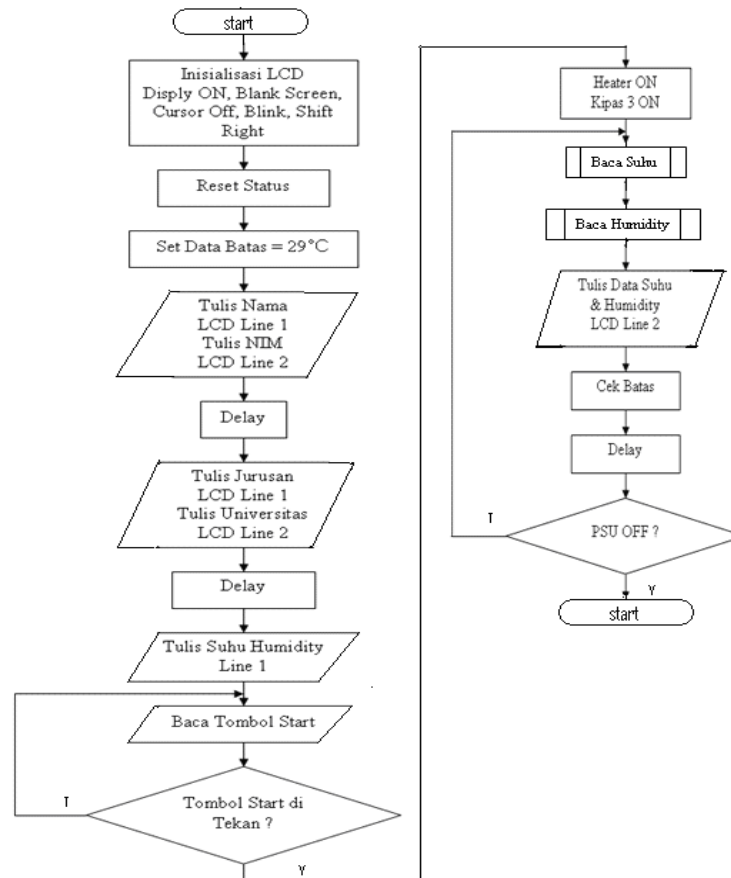 start
Inisialisasi LCD
Disply ON, Blank Screen,
Cursor Off, Blink, Shift
Right
Reset Status
Set Data Batas = 29°C
Tulis Nama
LCD Line 1
Tulis NIM
LCD Line 2
Delay
Tulis Jurusan
LCD Line 1
Tulis Universitas
LCD Line 2
Delay
Tulis Suhu Humidity
Line 1
Baca Tombol Start
Tombol Start di
Tekan ?
T
Y
Heater ON
Kipas 3 ON
Baca Suhu
Baca Humidity
Tulis Data Suhu
& Humidity
LCD Line 2
Cek Batas
Delay
PSU OFF ?
T
Y
start